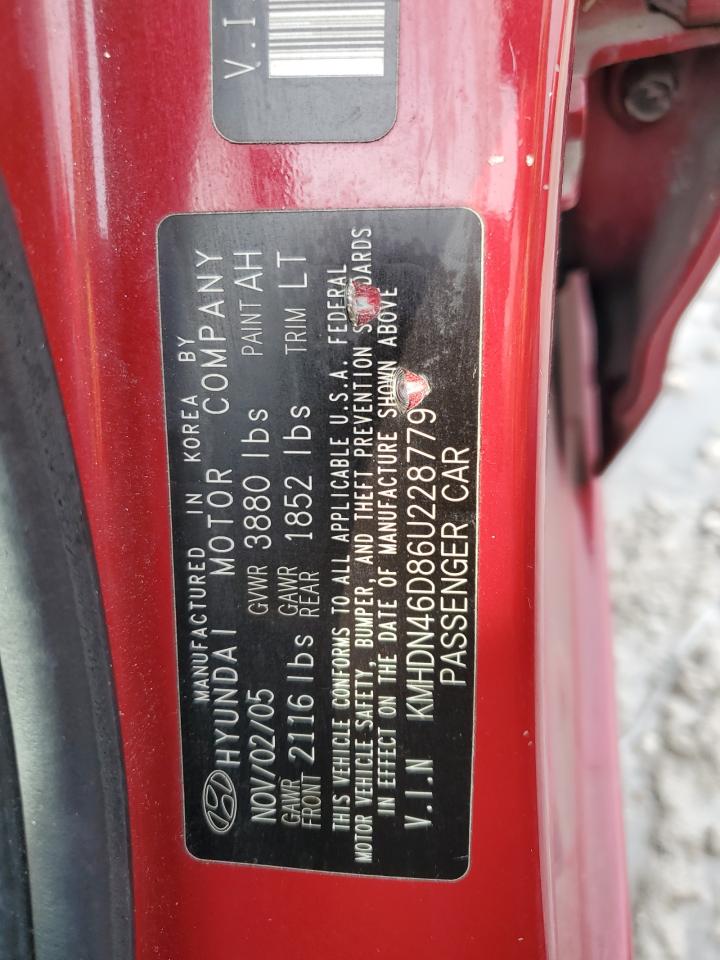 V.I
MANUFACTURED IN KOREA BY
HYUNDAI MOTOR COMPANY
NOV/02/05 GVWR 3880 lbs PAINT AH
GAWR FRONT 2116 lbs GAWR REAR 1852 lbs TRIM LT
THIS VEHICLE CONFORMS TO ALL APPLICABLE U.S.A. FEDERAL
MOTOR VEHICLE SAFETY, BUMPER, AND THEFT PREVENTION S DARDS
IN EFFECT ON THE DATE OF MANUFACTURE SHOWN ABOVE
V.I.N KMHDN46D86U228779
PASSENGER CAR